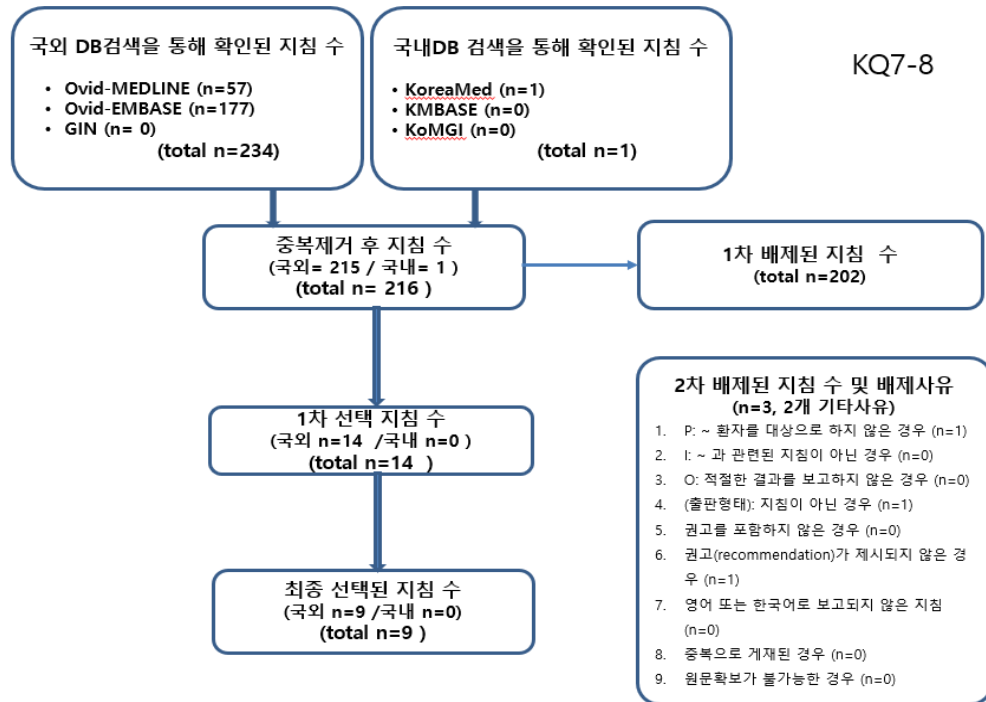 국외 DB검색을 통해 확인된 지침 수
• Ovid-MEDLINE (n=57)
• Ovid-EMBASE (n=177)
• GIN (n= 0)
(total n=234)
국내DB 검색을 통해 확인된 지침 수
• KoreaMed (n=1)
• KMBASE (n=0)
• KoMGI (n=0)
(total n=1)
KQ7-8
중복제거 후 지침 수
(국외= 215 / 국내= 1 )
(total n= 216 )
1차 배제된 지침 수
(total n=202)
1차 선택 지침 수
(국외 n=14 /국내 n=0 )
(total n=14 )
2차 배제된 지침 수 및 배제사유
(n=3, 2개 기타사유)
1. P: ~ 환자를 대상으로 하지 않은 경우 (n=1)
2. I: ~ 과 관련된 지침이 아닌 경우 (n=0)
3. O: 적절한 결과를 보고하지 않은 경우 (n=0)
4. (출판형태): 지침이 아닌 경우 (n=1)
5. 권고를 포함하지 않은 경우 (n=0)
6. 권고(recommendation)가 제시되지 않은 경
우 (n=1)
7. 영어 또는 한국어로 보고되지 않은 지침
(n=0)
8. 중복으로 게재된 경우 (n=0)
9. 원문확보가 불가능한 경우 (n=0)
최종 선택된 지침 수
(국외 n=9 /국내 n=0)
(total n=9 )